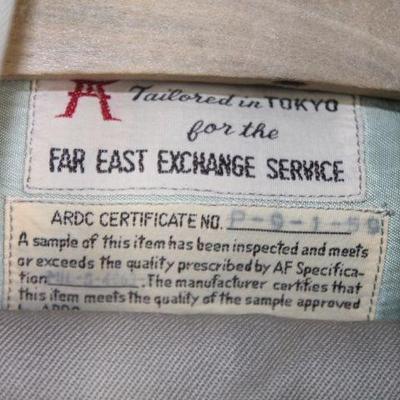 Tailored in TOKYO
for the
FAR EAST EXCHANGE SERVICE
ARDC CERTIFICATE NO. P-9-1-59
A sample of this item has been inspected and meets
or exceeds the quality prescribed by AF Specifica-
tion . The manufacturer certifies that
this item meets the quality of the sample approved